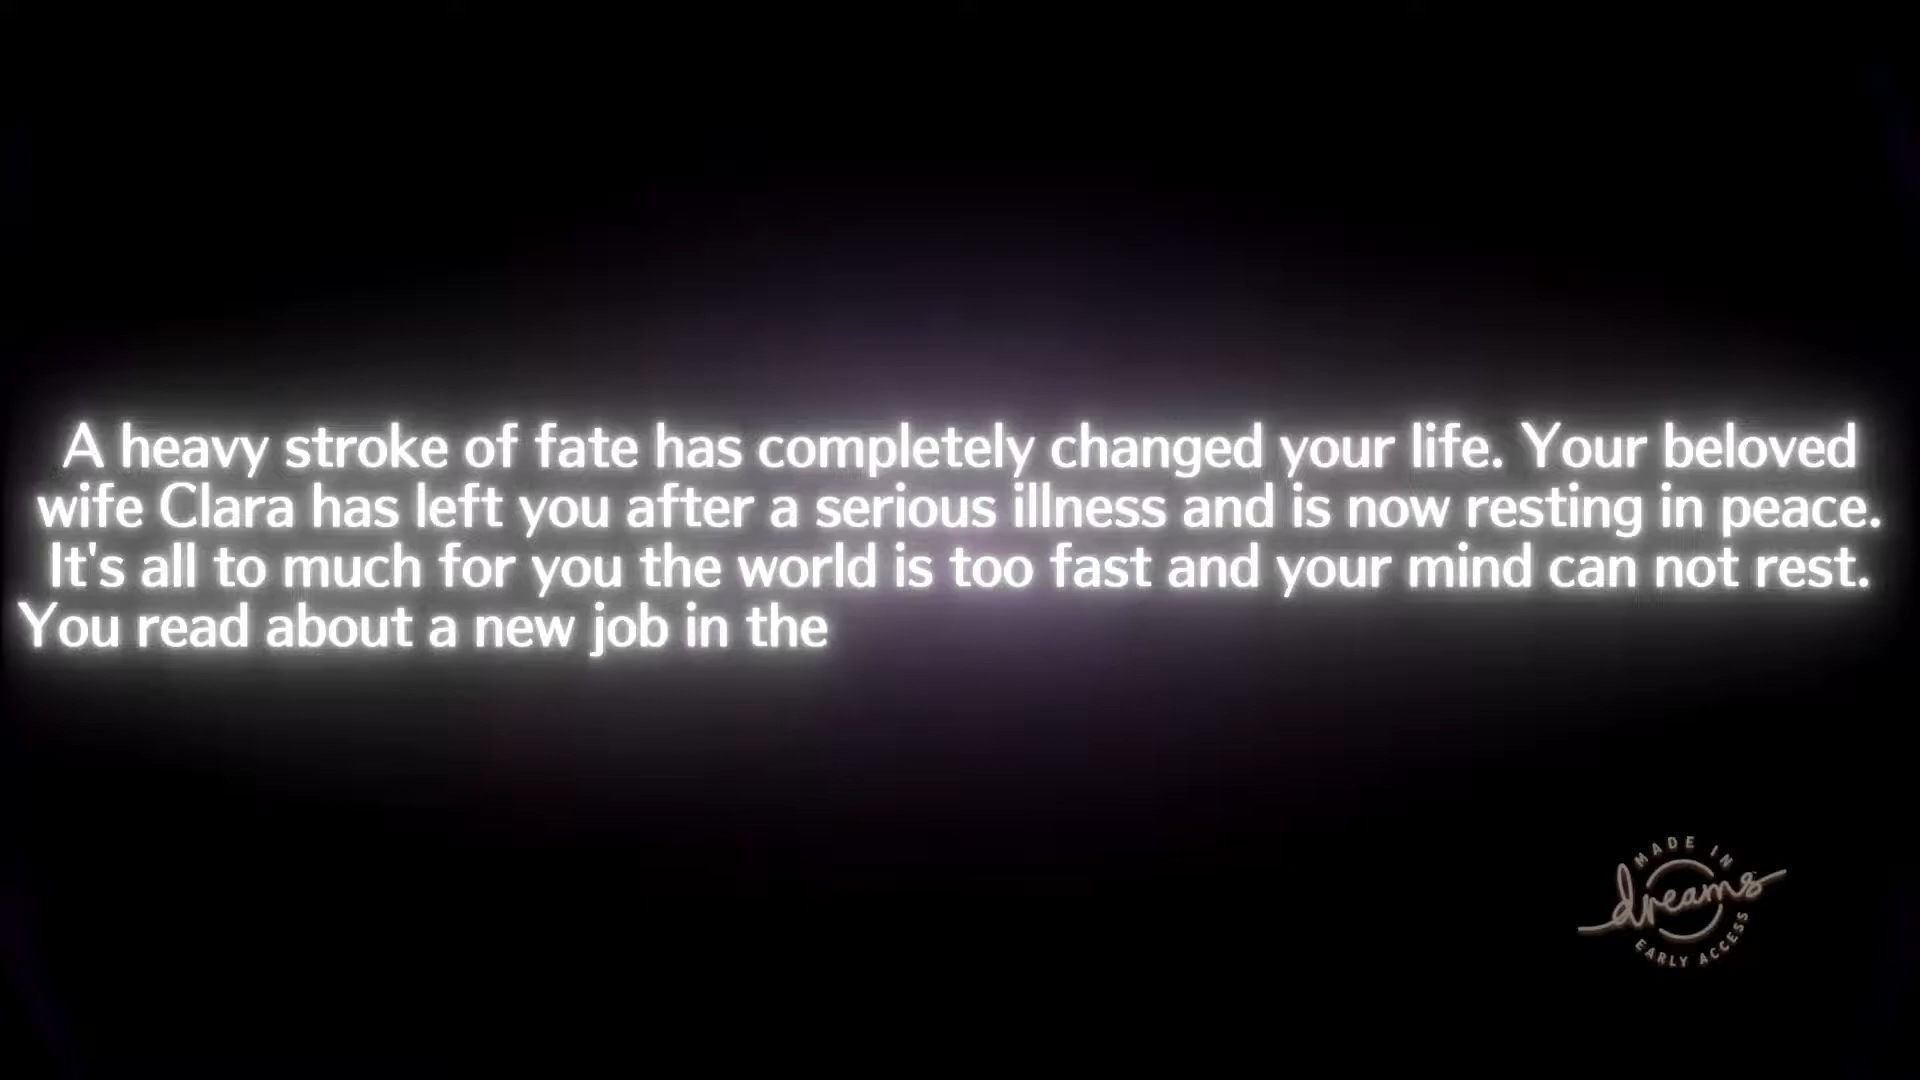 A heavy stroke of fate has completely changed your life. Your beloved
wife Clara has left you after a serious illness and is now resting in peace.
It's all to much for you the world is too fast and your mind can not rest.
You read about a new job in the
MADE IN
dreams
EARLY ACCESS